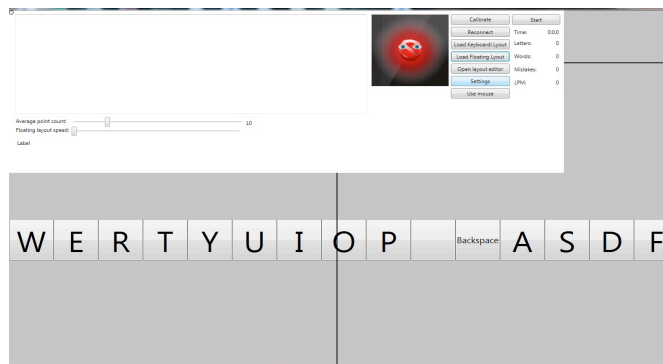 Calibrate Start
Reconnect Time: 0:0:0
Load Keyboardl Lyout Letters: 0
Load Floating Lyout Words: 0
Open layout editor Mistakes: 0
Settings LPM: 0
Use mouse
Average point count: 10
Floating layout speed:
Label
W E R T Y U I O P Backspace A S D F